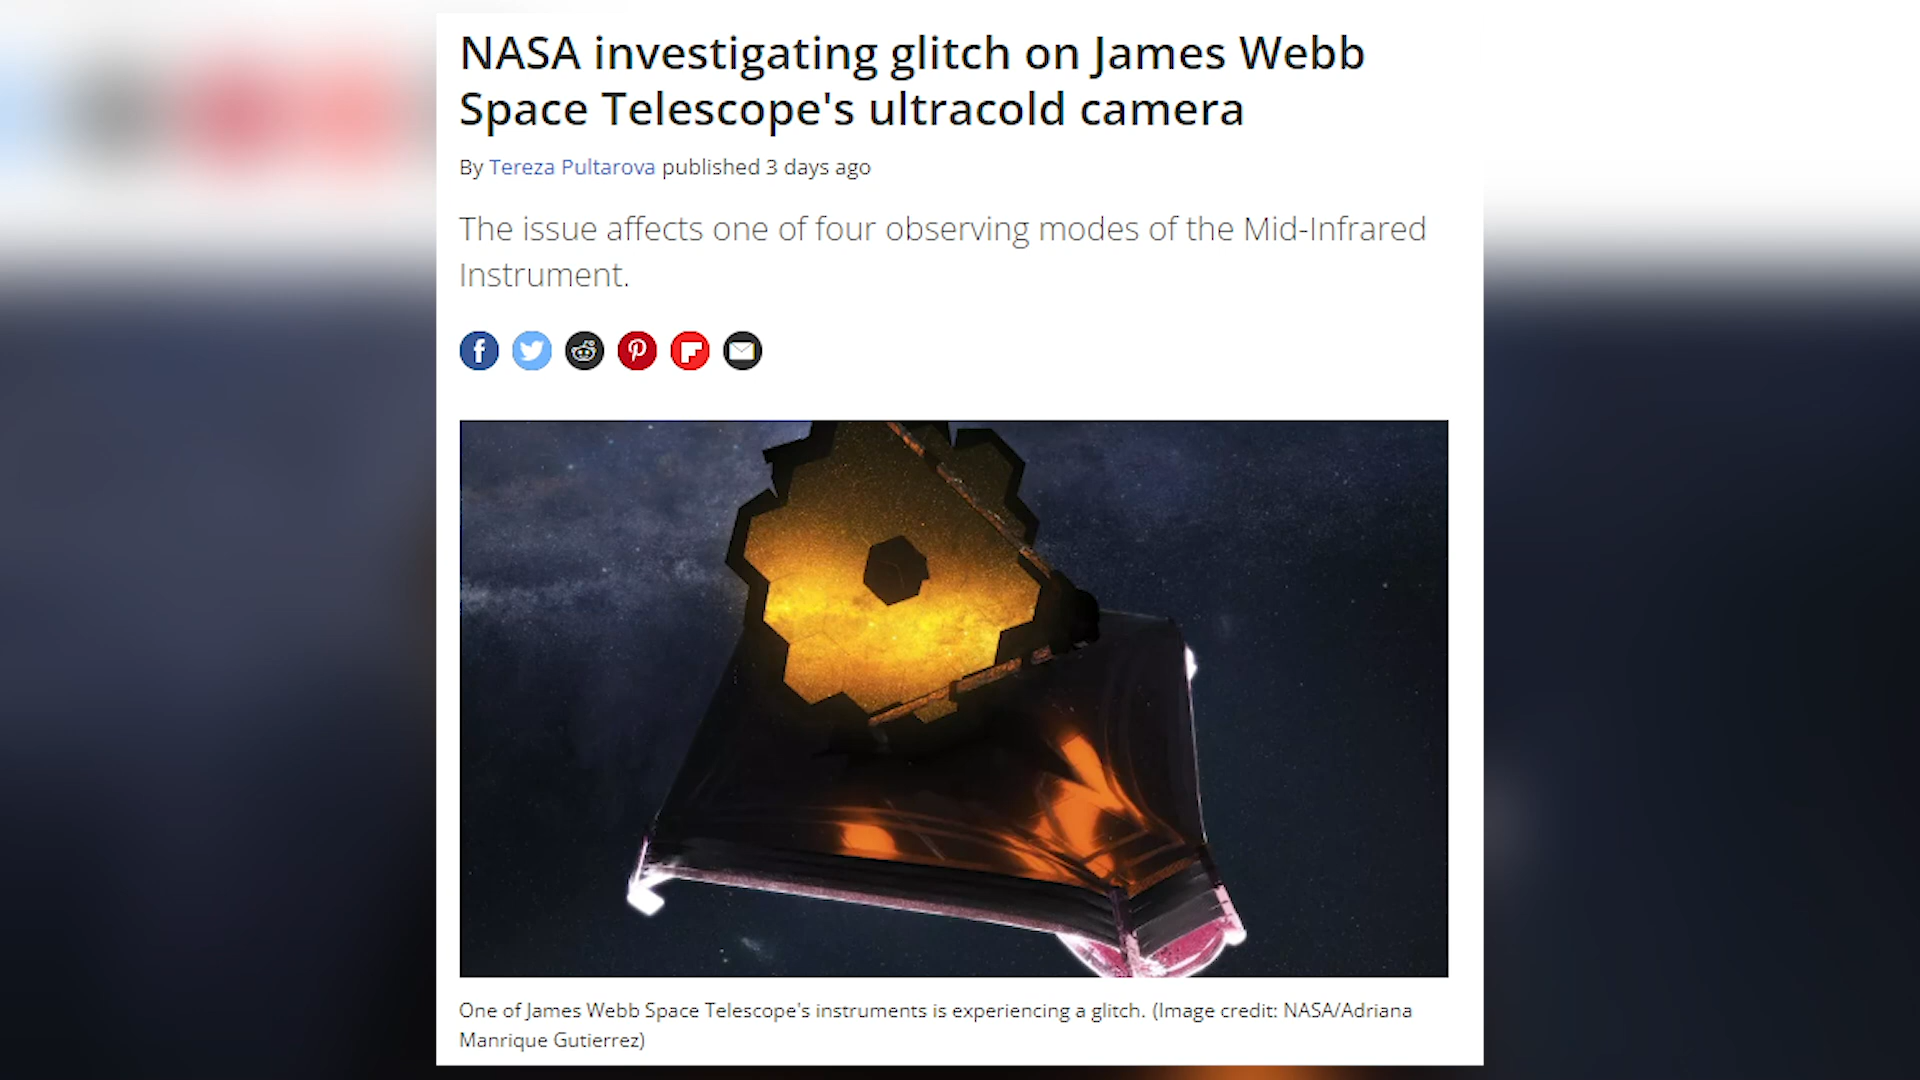 NASA investigating glitch on James Webb
Space Telescope's ultracold camera
By Tereza Pultarova published 3 days ago
The issue affects one of four observing modes of the Mid-Infrared
Instrument.
One of James Webb Space Telescope's instruments is experiencing a glitch. (Image credit: NASA/Adriana
Manrique Gutierrez)